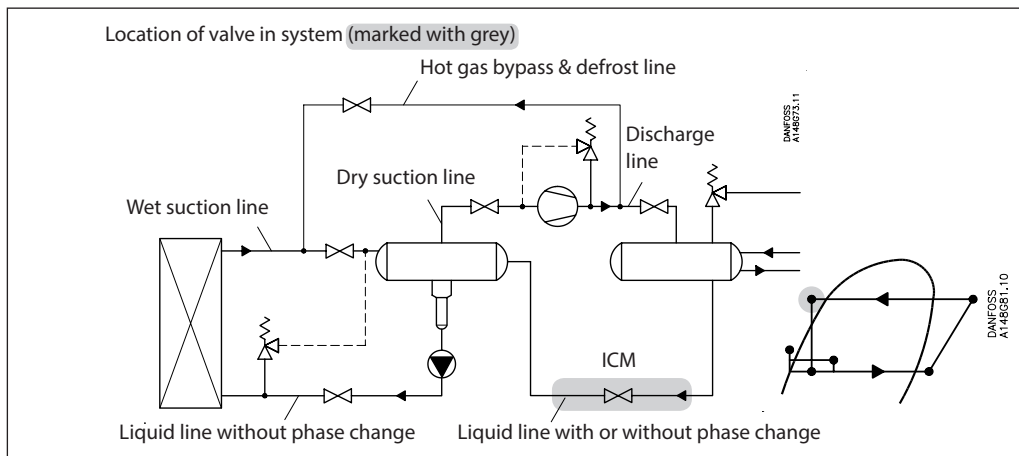 Location of valve in system (marked with grey)
Hot gas bypass & defrost line
DANFOSS
A148G73.11
Discharge
line
Dry suction line
Wet suction line
DANFOSS
A148G81.10
ICM
Liquid line without phase change
Liquid line with or without phase change